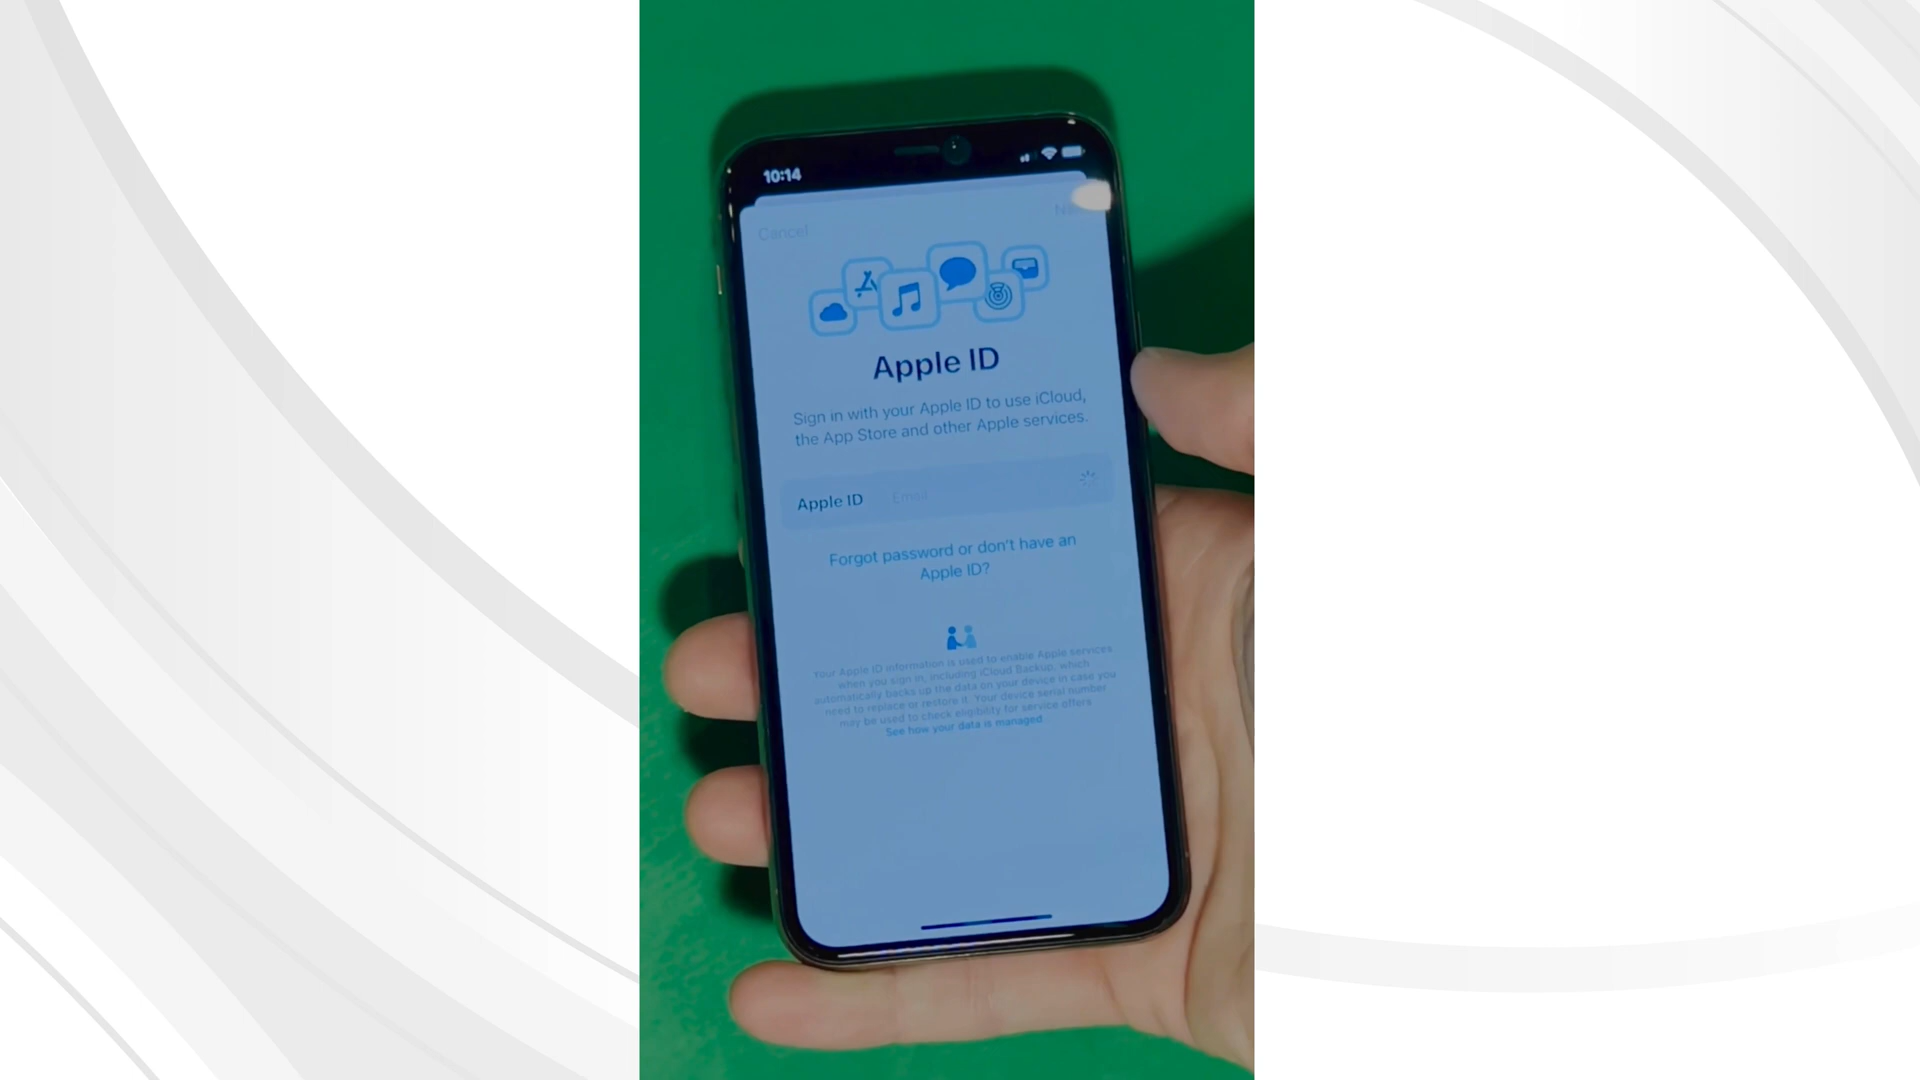 10:14
Cancel
Apple ID
Sign in with your Apple ID to use iCloud,
the App Store and other Apple services.
Apple ID Email
Forgot password or don't have an
Apple ID?
Your Apple ID information is used to enable Apple services
when you sign in, including iCloud Backup, which
automatically backs up the data on your device in case you
need to replace or restore it. Your device serial number
may be used to check eligibility for service offers.
See how your data is managed.